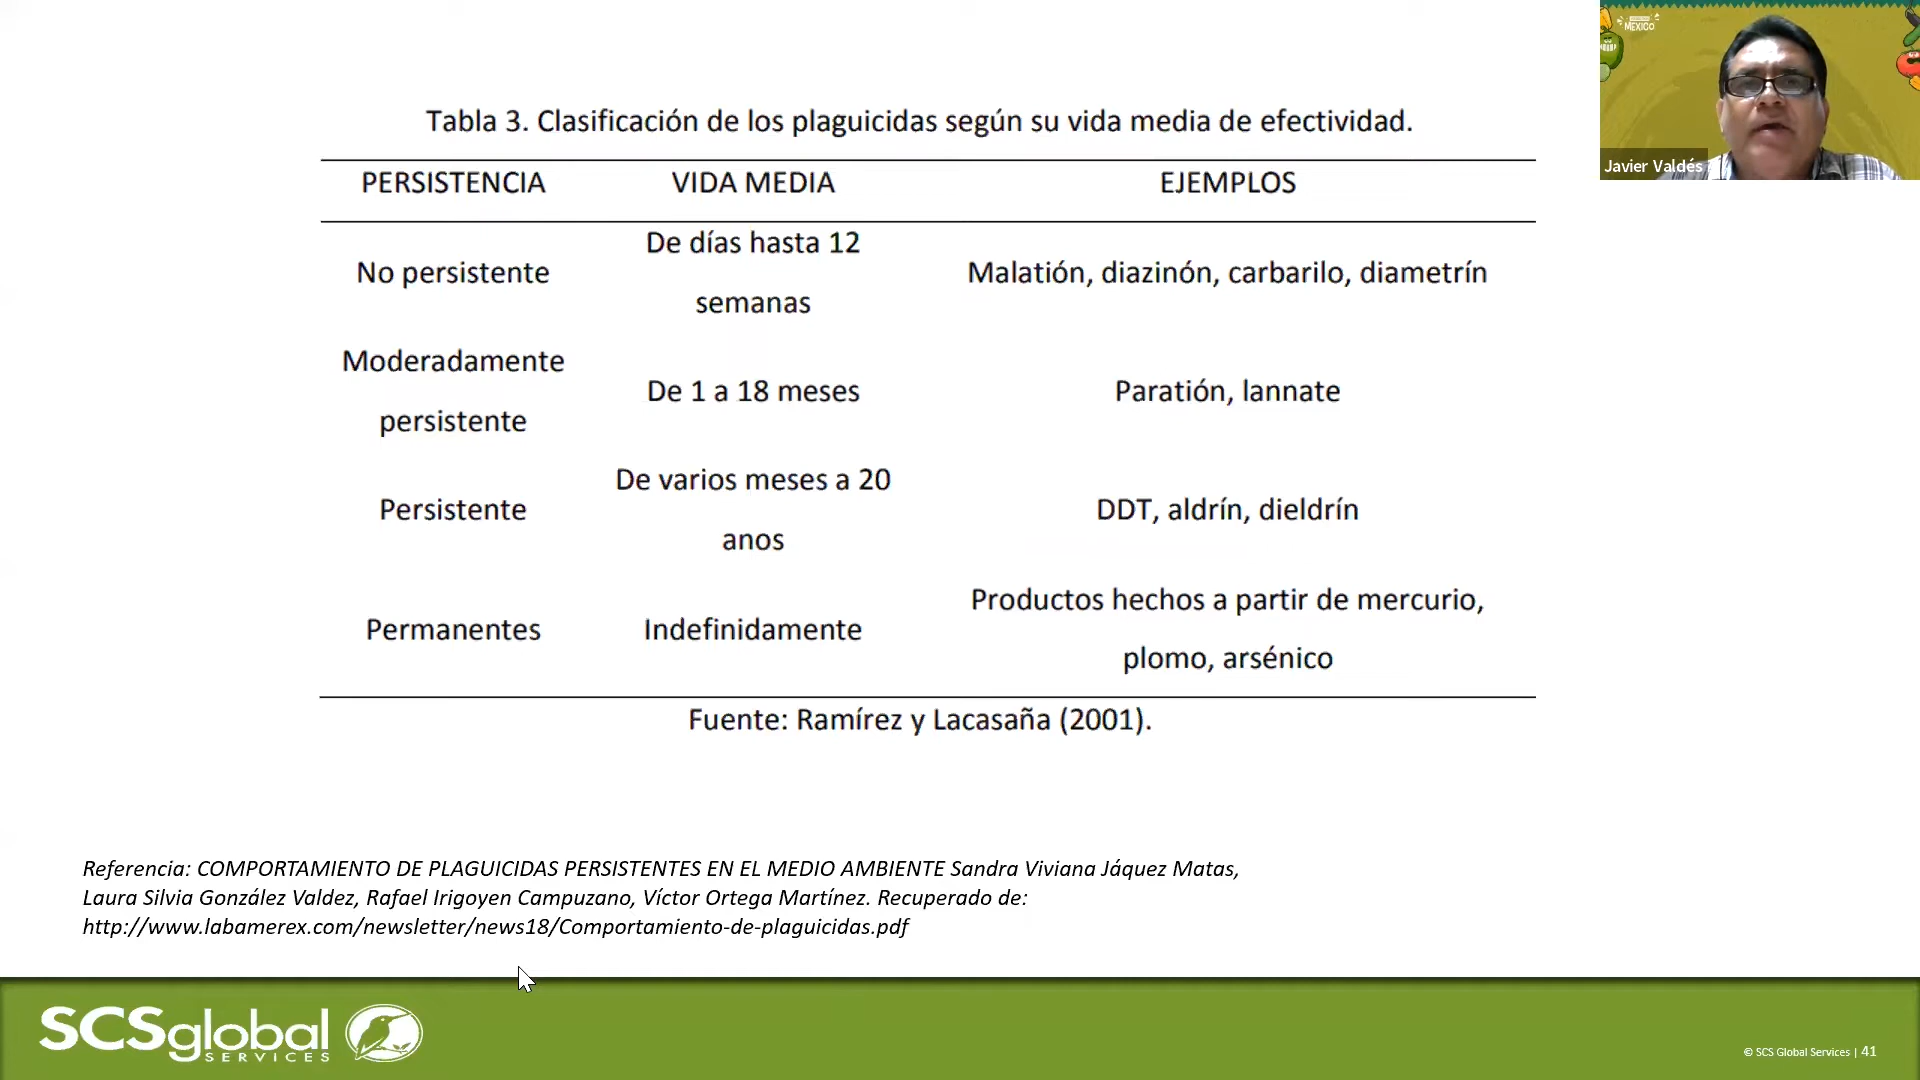 Tabla 3. Clasificación de los plaguicidas según su vida media de efectividad.
PERSISTENCIA VIDA MEDIA EJEMPLOS
No persistente
De días hasta 12
semanas
Malatión, diazinón, carbarilo, diametrín
Moderadamente
persistente
De 1 a 18 meses
Paratión, lannate
Persistente
De varios meses a 20
anos
DDT, aldrín, dieldrín
Permanentes
Indefinidamente
Productos hechos a partir de mercurio,
plomo, arsénico
Fuente: Ramírez y Lacasaña (2001).
Referencia: COMPORTAMIENTO DE PLAGUICIDAS PERSISTENTES EN EL MEDIO AMBIENTE Sandra Viviana Jáquez Matas,
Laura Silvia González Valdez, Rafael Irigoyen Campuzano, Víctor Ortega Martínez. Recuperado de:
http://www.labamerex.com/newsletter/news18/Comportamiento-de-plaguicidas.pdf
SCSglobal
SERVICES
© SCS Global Services | 41
MEXICO
Javier Valdés